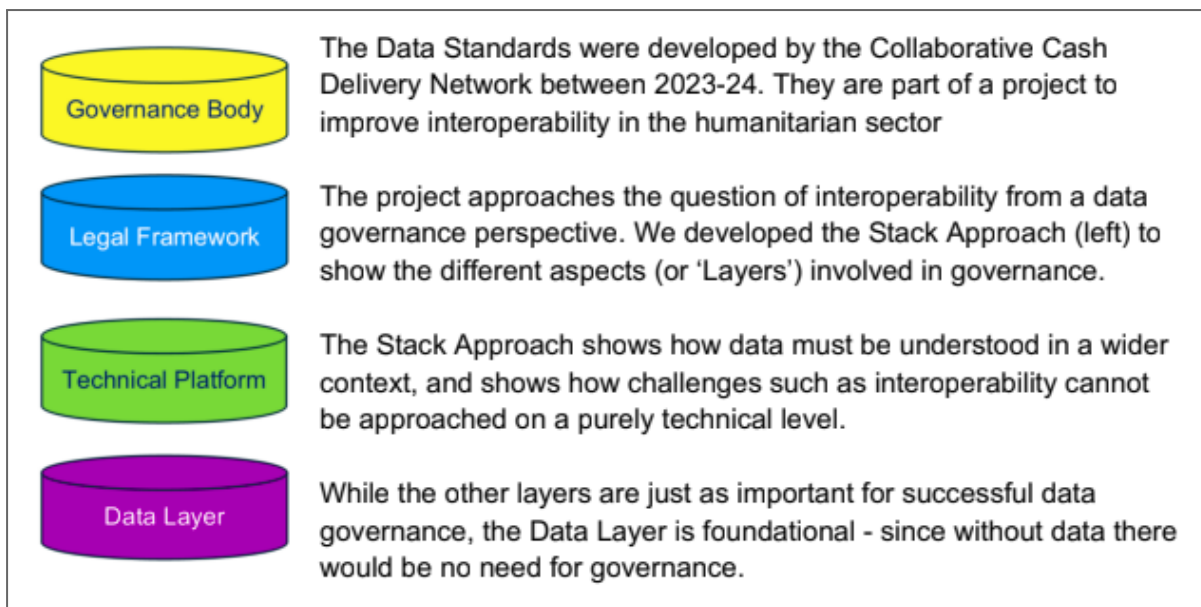 Governance Body
The Data Standards were developed by the Collaborative Cash
Delivery Network between 2023-24. They are part of a project to
improve interoperability in the humanitarian sector
Legal Framework
The project approaches the question of interoperability from a data
governance perspective. We developed the Stack Approach (left) to
show the different aspects (or ‘Layers’) involved in governance.
Technical Platform
The Stack Approach shows how data must be understood in a wider
context, and shows how challenges such as interoperability cannot
be approached on a purely technical level.
Data Layer
While the other layers are just as important for successful data
governance, the Data Layer is foundational - since without data there
would be no need for governance.